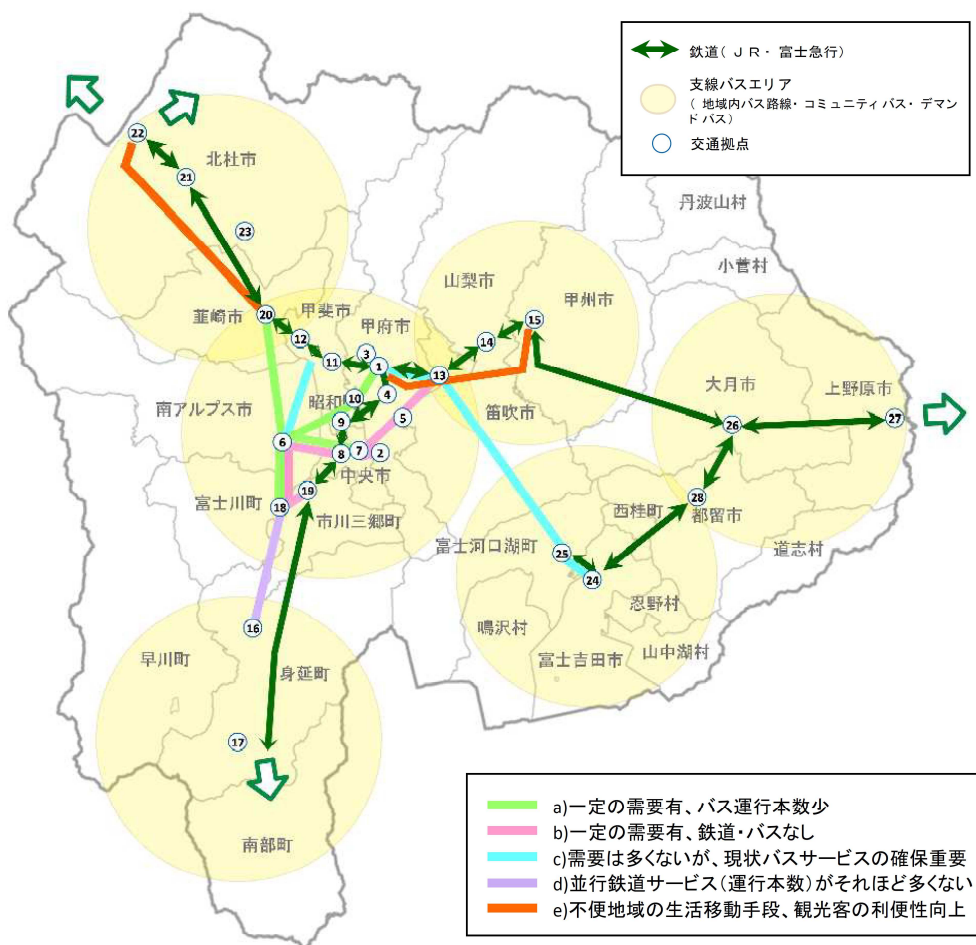 鉄道( ＪＲ・ 富士急行)
支線バスエリア
( 地域内バス路線・コミュニティバス・デマン
ドバス)
交通拠点
22
北杜市
21
丹波山村
23
小菅村
山梨市
甲州市
韮崎市
20
甲斐市
甲府市
12
15
14
3
11
1
13
大月市
上野原市
南アルプス市
昭和町
10
4
笛吹市
5
27
9
26
6
8
7
2
中央市
19
28
富士川町
18
市川三郷町
西桂町
都留市
富士河口湖町
25
道志村
24
忍野村
16
鳴沢村
早川町
身延町
富士吉田市
山中湖村
17
南部町
a)一定の需要有、バス運行本数少
b)一定の需要有、鉄道・バスなし
c)需要は多くないが、現状バスサービスの確保重要
d)並行鉄道サービス(運行本数)がそれほど多くない
e)不便地域の生活移動手段、観光客の利便性向上